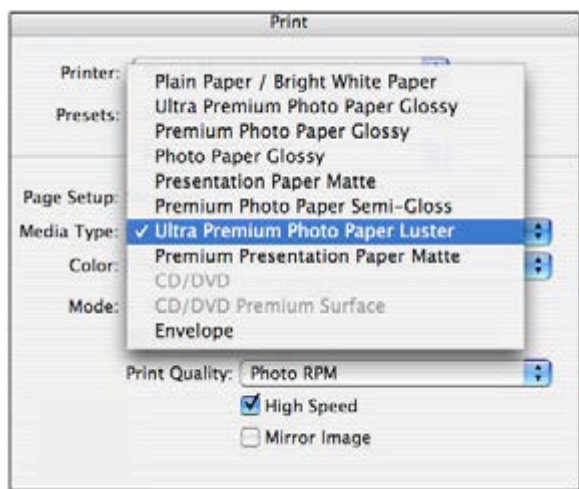 Print
Printer:
Presets:
Plain Paper / Bright White Paper
Ultra Premium Photo Paper Glossy
Premium Photo Paper Glossy
Photo Paper Glossy
Presentation Paper Matte
Page Setup:
Premium Photo Paper Semi-Gloss
Media Type: ✓ Ultra Premium Photo Paper Luster
Color:
Premium Presentation Paper Matte
CD/DVD
Mode:
CD/DVD Premium Surface
Envelope
Print Quality: Photo RPM
High Speed
Mirror Image